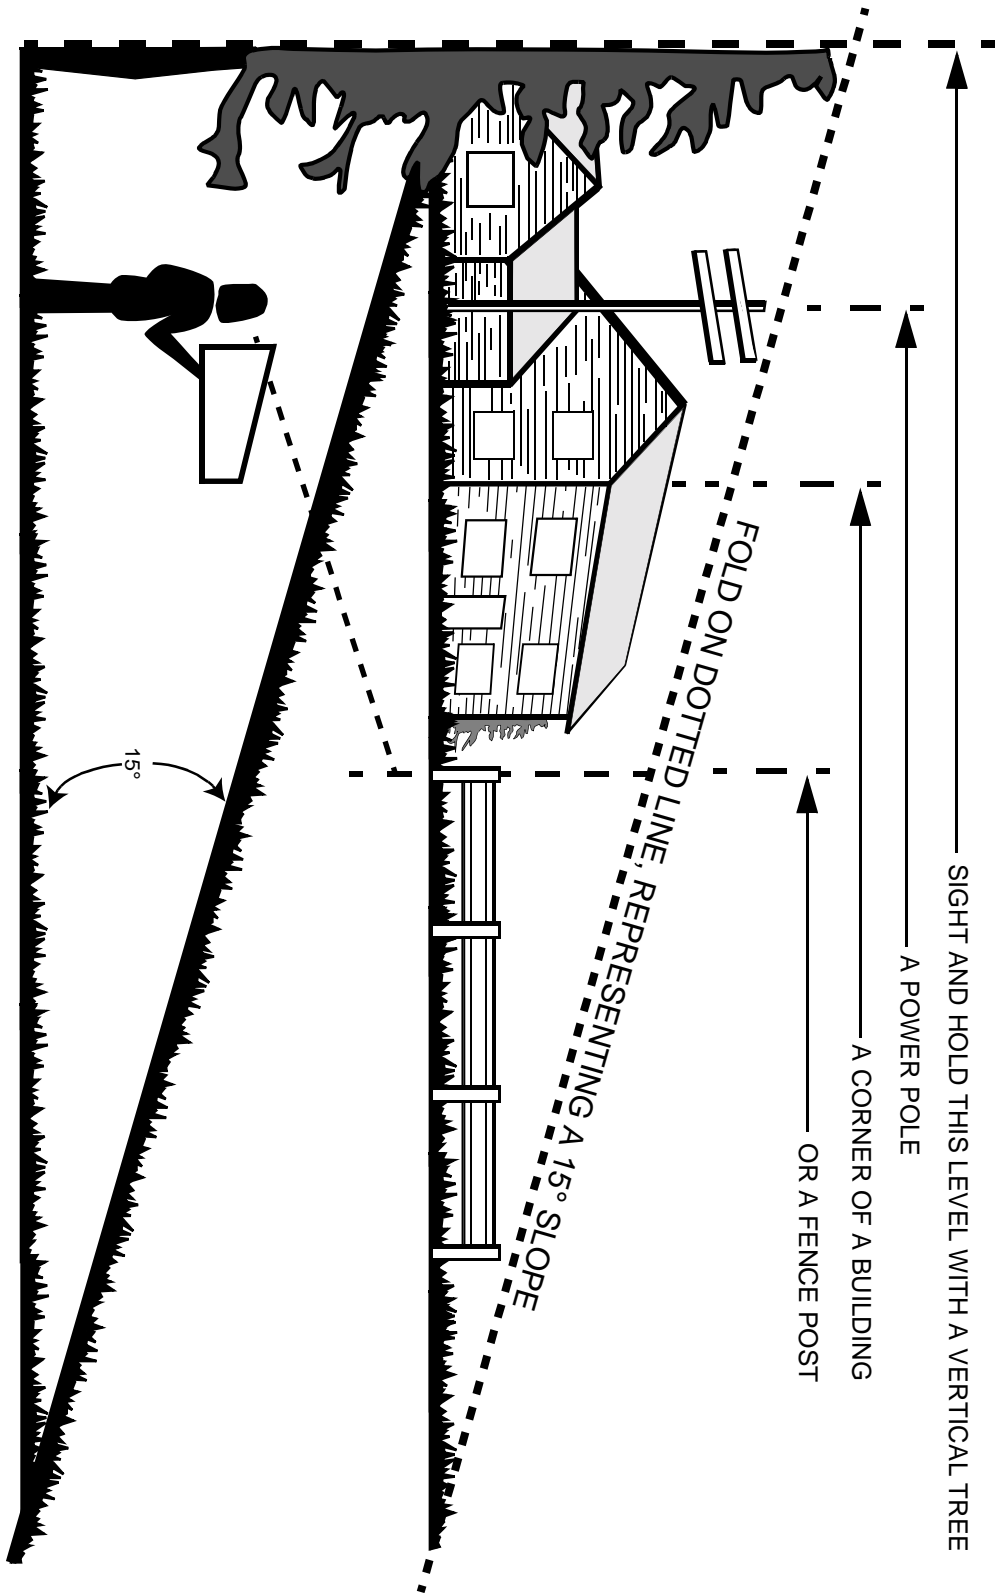 SIGHT AND HOLD THIS LEVEL WITH A VERTICAL TREE
A POWER POLE
A CORNER OF A BUILDING
OR A FENCE POST
FOLD ON DOTTED LINE, REPRESENTING A 15° SLOPE
15°